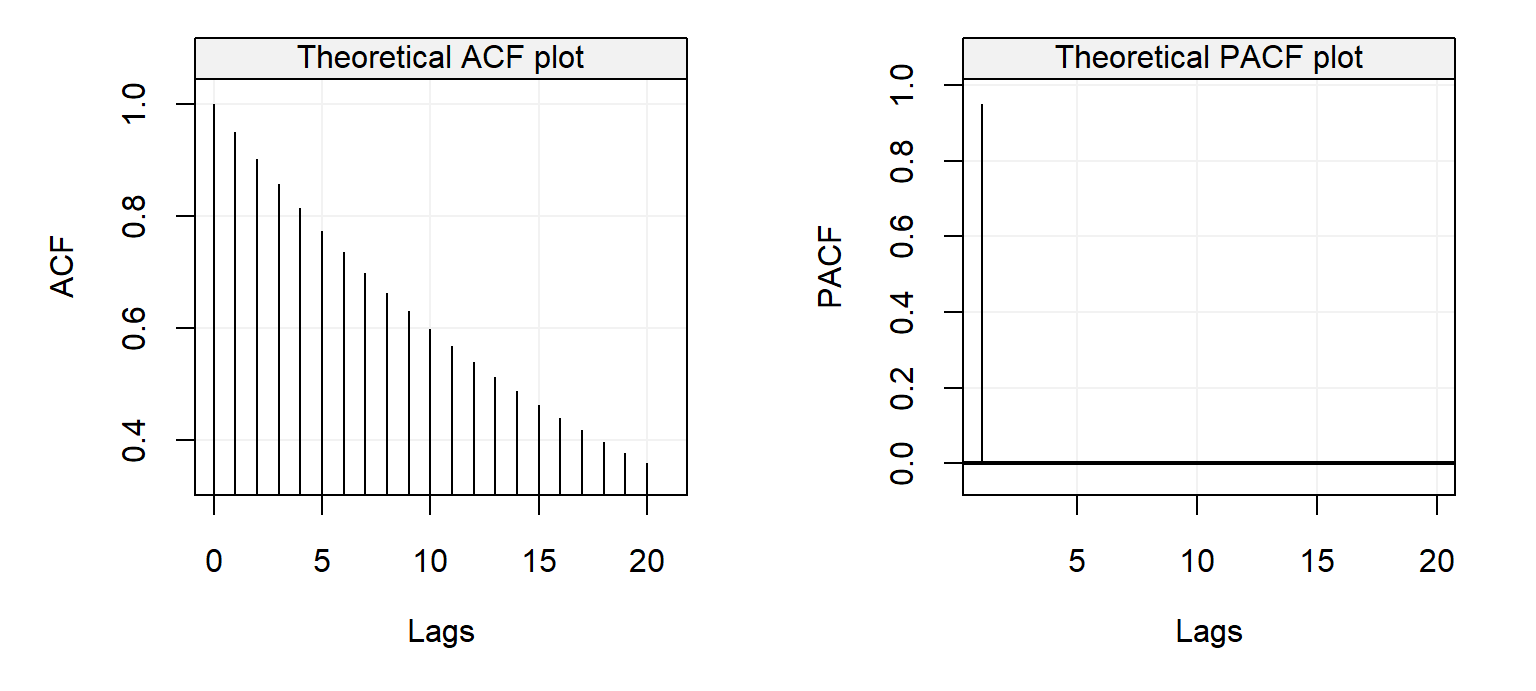 Theoretical ACF plot
ACF
1.0
0.8
0.6
0.4
0 5 10 15 20
Lags
Theoretical PACF plot
PACF
1.0
0.8
0.6
0.4
0.2
0.0
5 10 15 20
Lags